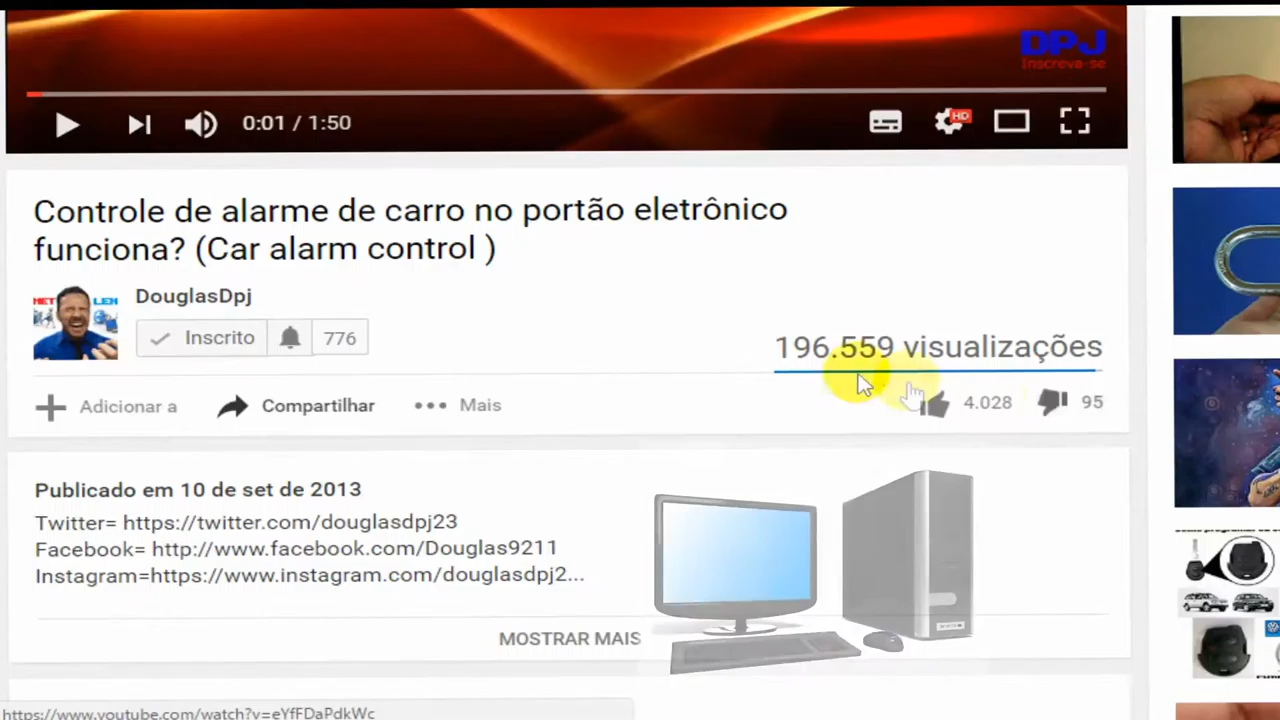 DPJ
Inscreva-se
0:01 / 1:50
HD
Controle de alarme de carro no portão eletrônico
funciona? (Car alarm control )
DouglasDpj
Inscrito 776
196.559 visualizações
Adicionar a Compartilhar Mais 4.028 95
Publicado em 10 de set de 2013
Twitter= https://twitter.com/douglasdpj23
Facebook= http://www.facebook.com/Douglas9211
Instagram=https://www.instagram.com/douglasdpj2...
MOSTRAR MAIS
https://www.youtube.com/watch?v=eYfFDaPdkWc